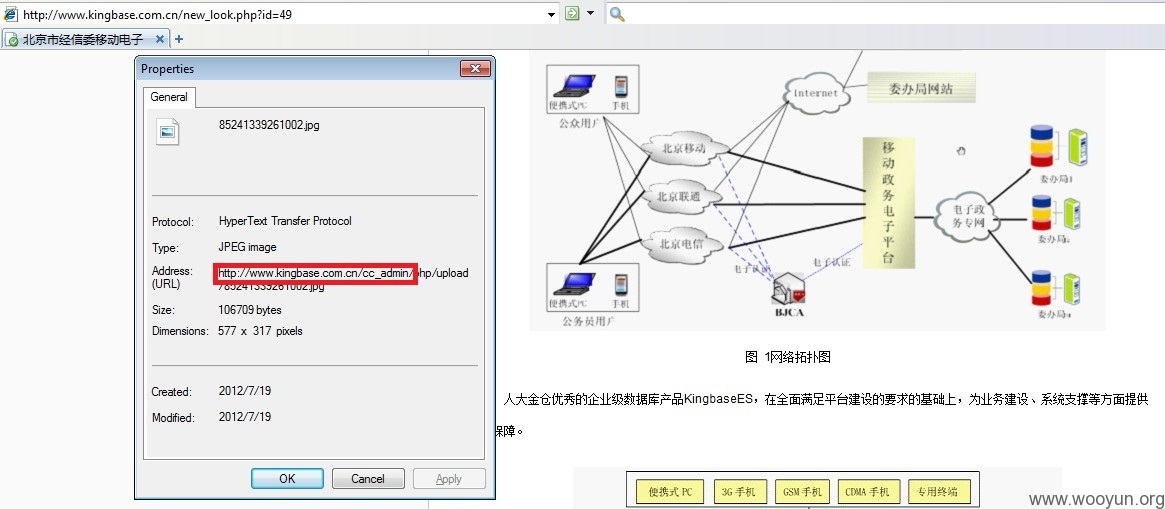 http://www.kingbase.com.cn/new_look.php?id=49
北京市经信委移动电子
Properties
General
85241339261002.jpg
Protocol: HyperText Transfer Protocol
Type: JPEG image
Address: (URL) http://www.kingbase.com.cn/cc_admin/php/upload
/85241339261002.jpg
Size: 106709 bytes
Dimensions: 577 x 317 pixels
Created: 2012/7/19
Modified: 2012/7/19
OK Cancel Apply
便携式PC 手机
公众用户
Internet
委办局网站
北京移动
北京联通
北京电信
移动政务电子平台
电子政务专网
委办局1
委办局2
委办局n
电子认证
电子认证
BJCA
便携式PC 手机
公务员用户
图 1网络拓扑图
人大金仓优秀的企业级数据库产品KingbaseES，在全面满足平台建设的要求的基础上，为业务建设、系统支撑等方面提供
保障。
便携式 PC 3G 手机 GSM 手机 CDMA 手机 专用终端
www.wooyun.org